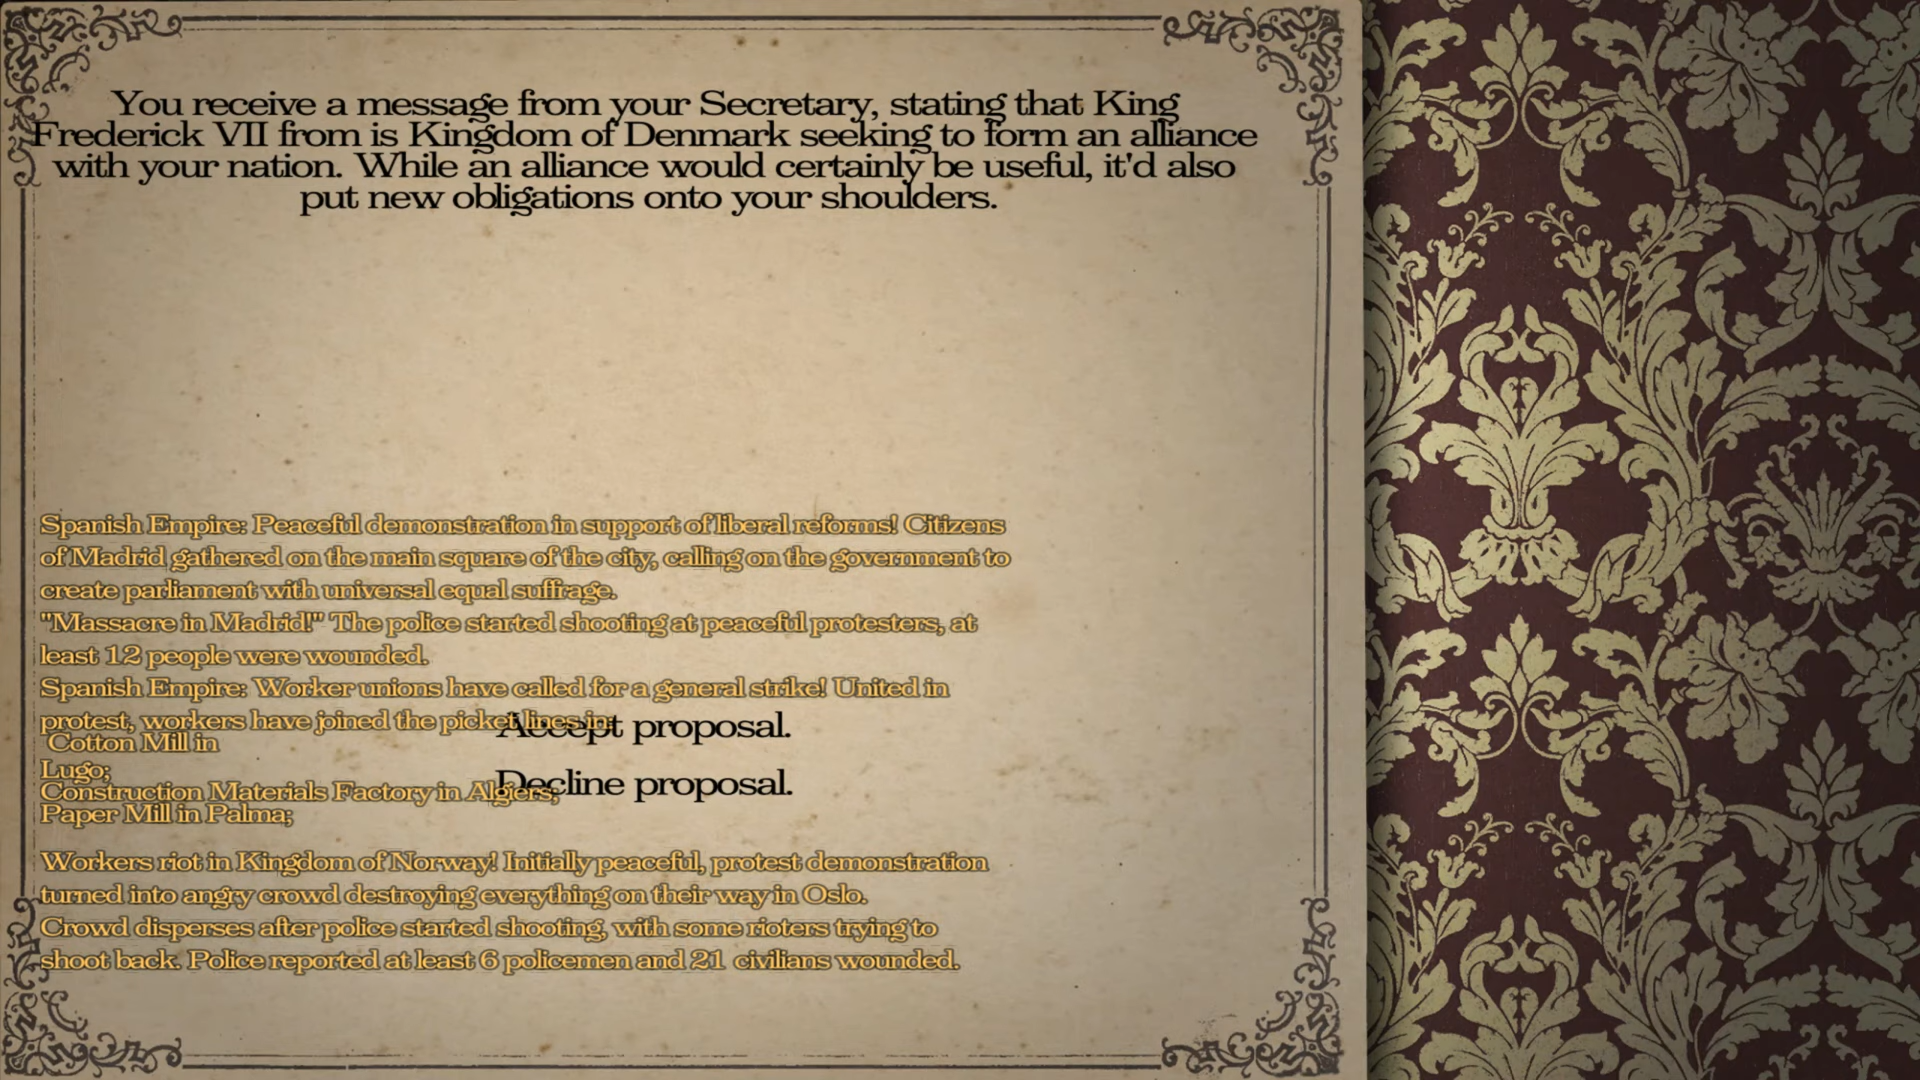 You receive a message from your Secretary, stating that King
Frederick VII from is Kingdom of Denmark seeking to form an alliance
with your nation. While an alliance would certainly be useful, it'd also
put new obligations onto your shoulders.
Spanish Empire: Peaceful demonstration in support of liberal reforms! Citizens
of Madrid gathered on the main square of the city, calling on the government to
create parliament with universal equal suffrage.
"Massacre in Madrid!" The police started shooting at peaceful protesters, at
least 12 people were wounded.
Spanish Empire: Worker unions have called for a general strike! United in
protest, workers have joined the picket lines in:
Accept proposal.
Cotton Mill in
Lugo;
Decline proposal.
Construction Materials Factory in Algiers;
Paper Mill in Palma;
Workers riot in Kingdom of Norway! Initially peaceful, protest demonstration
turned into angry crowd destroying everything on their way in Oslo.
Crowd disperses after police started shooting, with some rioters trying to
shoot back. Police reported at least 6 policemen and 21 civilians wounded.